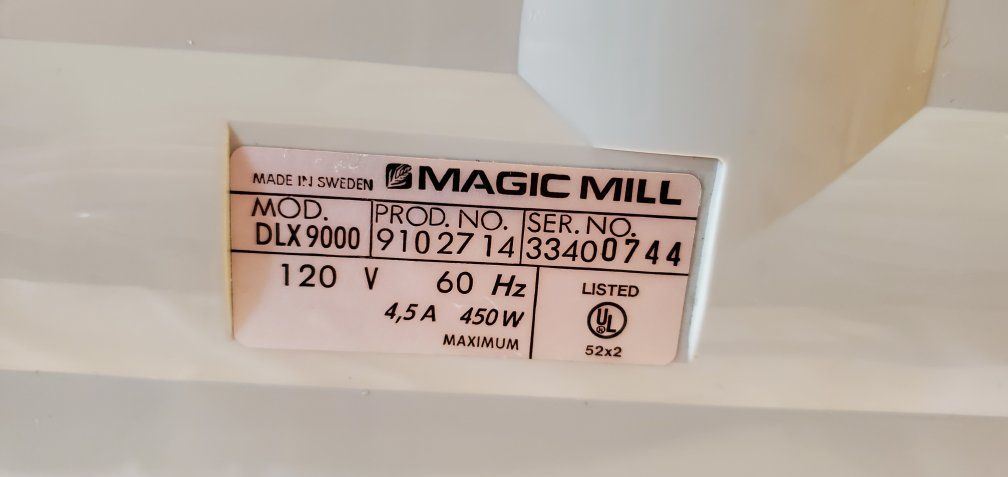 MADE IN SWEDEN MAGIC MILL
MOD. PROD. NO. SER. NO.
DLX 9000 9102714 33400744
120 V 60 Hz
4,5 A 450 W
MAXIMUM
LISTED
UL
®
52x2